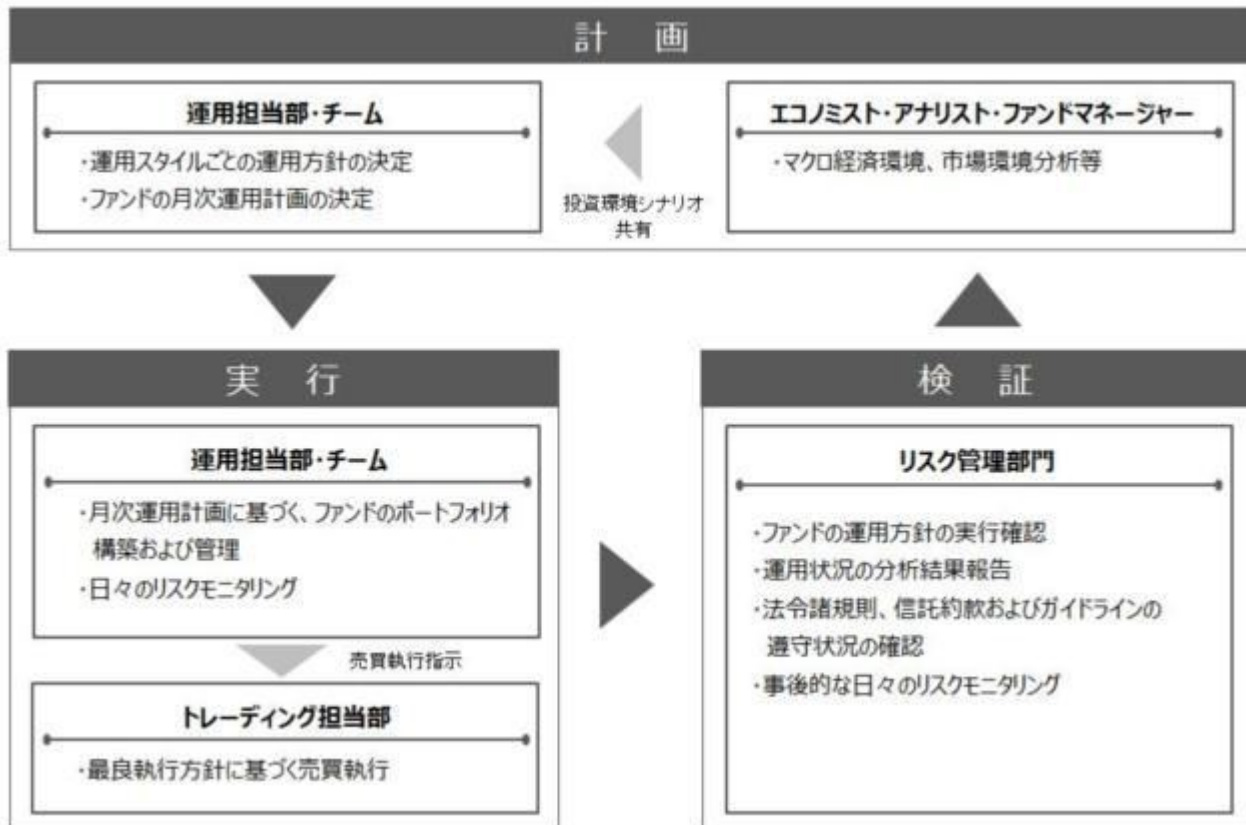 計 画
運用担当部・チーム
・運用スタイルごとの運用方針の決定
・ファンドの月次運用計画の決定
投資環境シナリオ
共有
エコノミスト・アナリスト・ファンドマネージャー
・マクロ経済環境、市場環境分析等
実 行
運用担当部・チーム
・月次運用計画に基づく、ファンドのポートフォリオ
構築および管理
・日々のリスクモニタリング
売買執行指示
トレーディング担当部
・最良執行方針に基づく売買執行
検 証
リスク管理部門
・ファンドの運用方針の実行確認
・運用状況の分析結果報告
・法令諸規則、信託約款およびガイドラインの
遵守状況の確認
・事後的な日々のリスクモニタリング